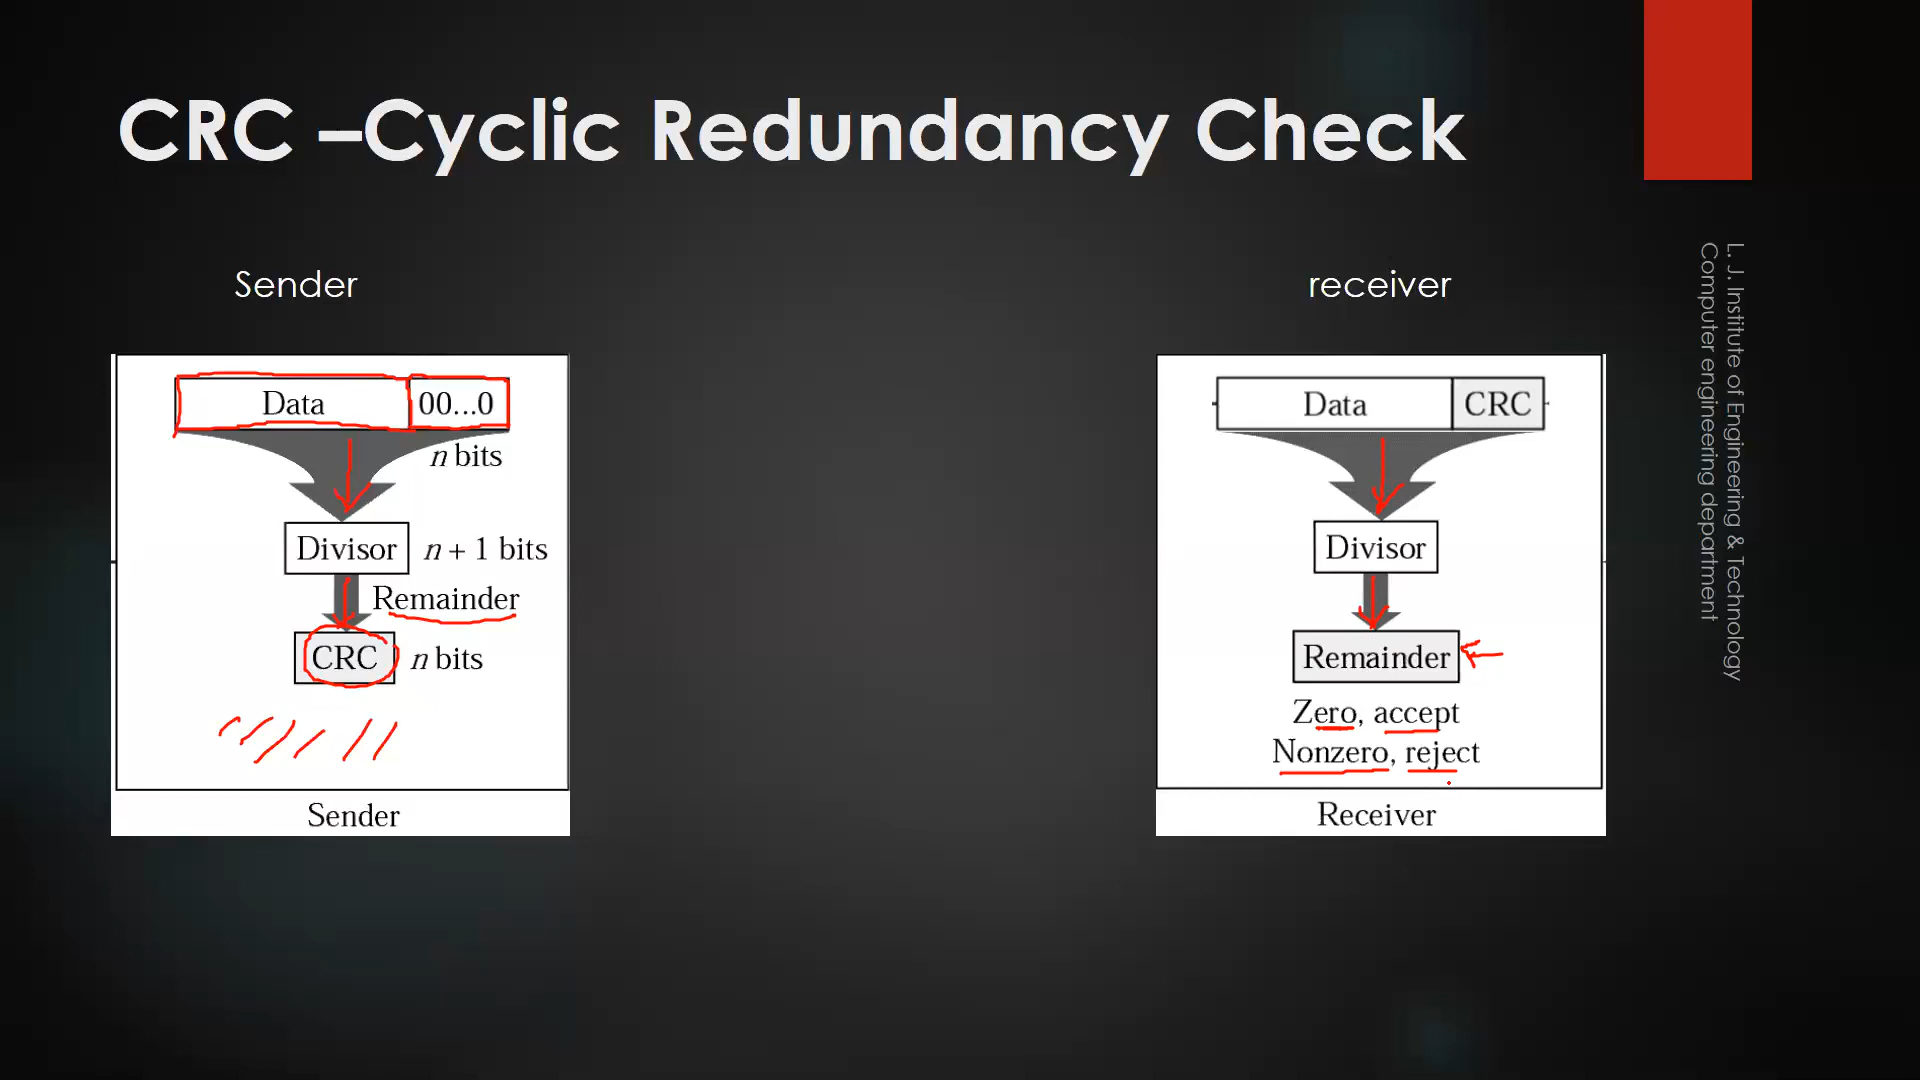 CRC –Cyclic Redundancy Check
Sender
Data 00...0
n bits
Divisor n + 1 bits
Remainder
CRC n bits
Sender
receiver
Data CRC
Divisor
Remainder
Zero, accept
Nonzero, reject
Receiver
L. J. Institute of Engineering & Technology
Computer engineering department